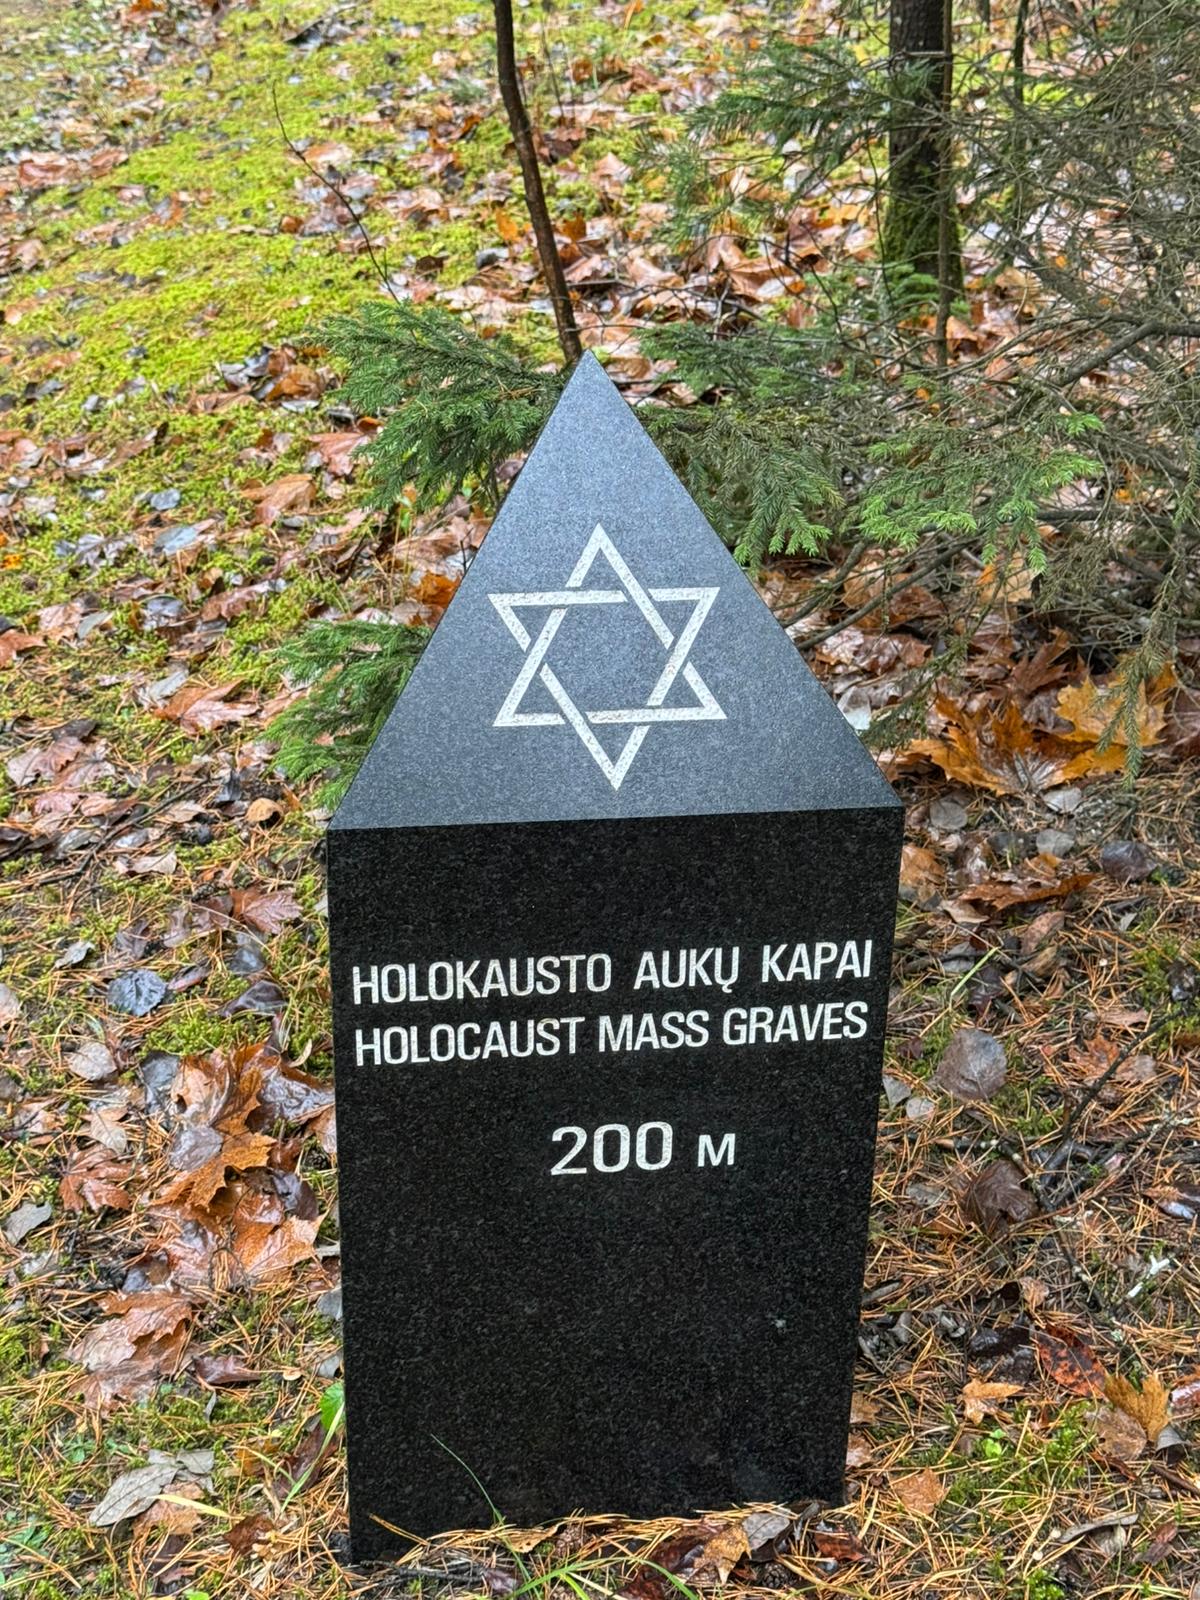 HOLOKAUSTO AUKŲ KAPAI
HOLOCAUST MASS GRAVES
200 M